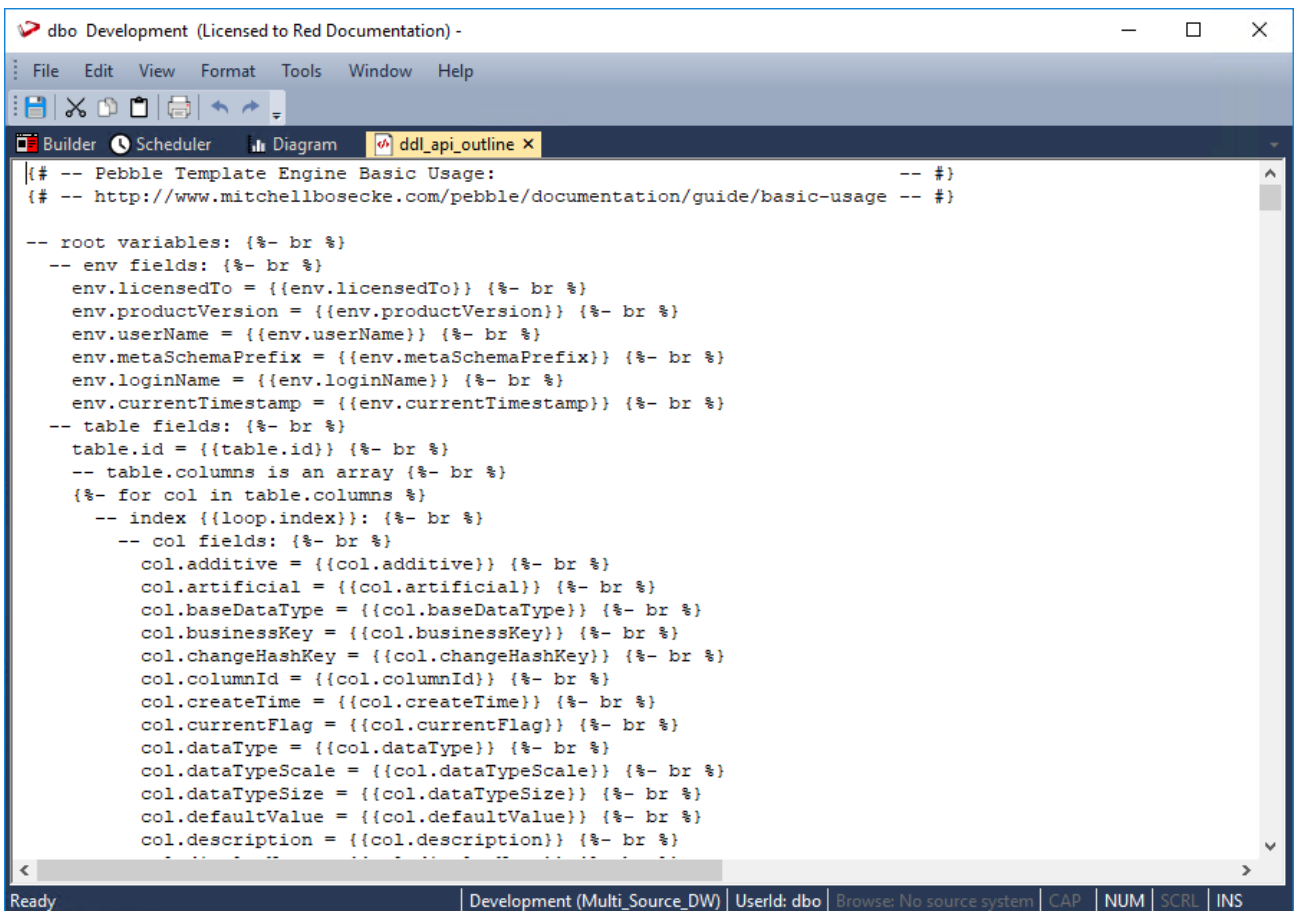 dbo Development (Licensed to Red Documentation) -
File Edit View Format Tools Window Help
Builder Scheduler Diagram ddl_api_outline ×
{# -- Pebble Template Engine Basic Usage: -- #}
{# -- http://www.mitchellbosecke.com/pebble/documentation/guide/basic-usage -- #}
-- root variables: {%- br %}
-- env fields: {%- br %}
env.licensedTo = {{env.licensedTo}} {%- br %}
env.productVersion = {{env.productVersion}} {%- br %}
env.userName = {{env.userName}} {%- br %}
env.metaSchemaPrefix = {{env.metaSchemaPrefix}} {%- br %}
env.loginName = {{env.loginName}} {%- br %}
env.currentTimestamp = {{env.currentTimestamp}} {%- br %}
-- table fields: {%- br %}
table.id = {{table.id}} {%- br %}
-- table.columns is an array {%- br %}
{%- for col in table.columns %}
-- index {{loop.index}}: {%- br %}
-- col fields: {%- br %}
col.additive = {{col.additive}} {%- br %}
col.artificial = {{col.artificial}} {%- br %}
col.baseDataType = {{col.baseDataType}} {%- br %}
col.businessKey = {{col.businessKey}} {%- br %}
col.changeHashKey = {{col.changeHashKey}} {%- br %}
col.columnId = {{col.columnId}} {%- br %}
col.createTime = {{col.createTime}} {%- br %}
col.currentFlag = {{col.currentFlag}} {%- br %}
col.dataType = {{col.dataType}} {%- br %}
col.dataTypeScale = {{col.dataTypeScale}} {%- br %}
col.dataTypeSize = {{col.dataTypeSize}} {%- br %}
col.defaultValue = {{col.defaultValue}} {%- br %}
col.description = {{col.description}} {%- br %}
Ready Development (Multi_Source_DW) UserId: dbo Browse: No source system CAP NUM SCRL INS